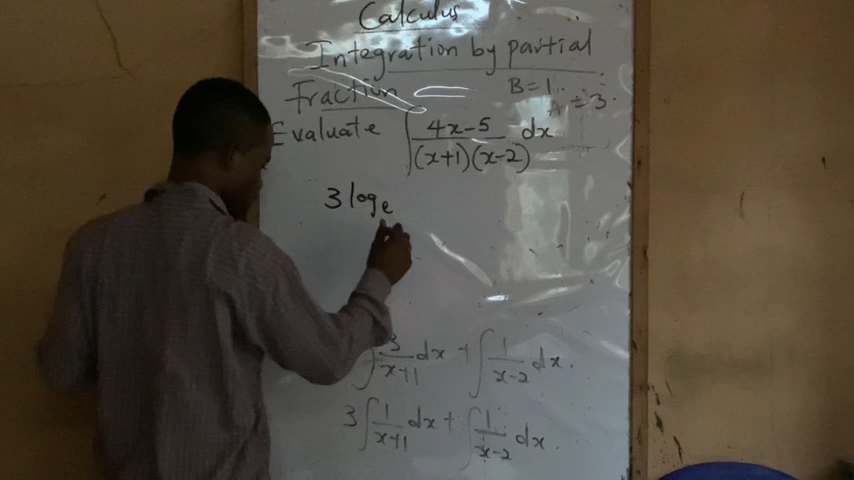 Calculus
Integration by partial
Fraction
B=1
A=3
Evaluate ∫ (4x-5)/((x+1)(x-2)) dx
3 log_e
∫ 3/(x+1) dx + ∫ 1/(x-2) dx.
3 ∫ 1/(x+1) dx + ∫ 1/(x-2) dx.